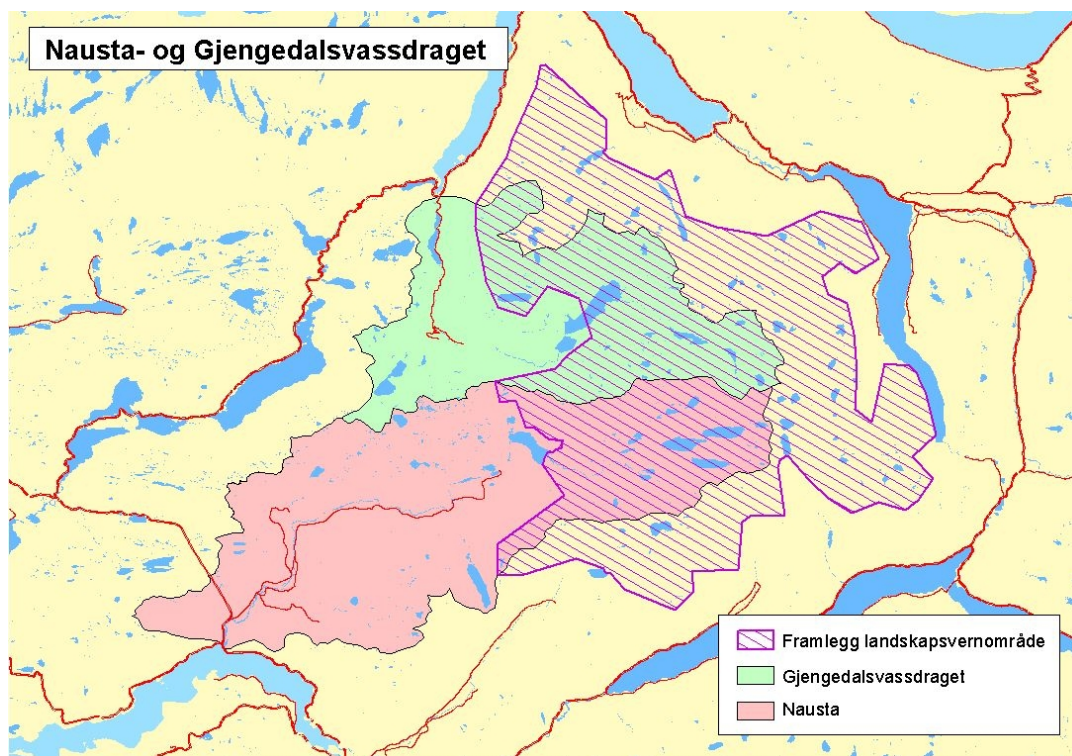 Nausta- og Gjengedalsvassdraget
Framlegg landskapsvernområde
Gjengedalsvassdraget
Nausta